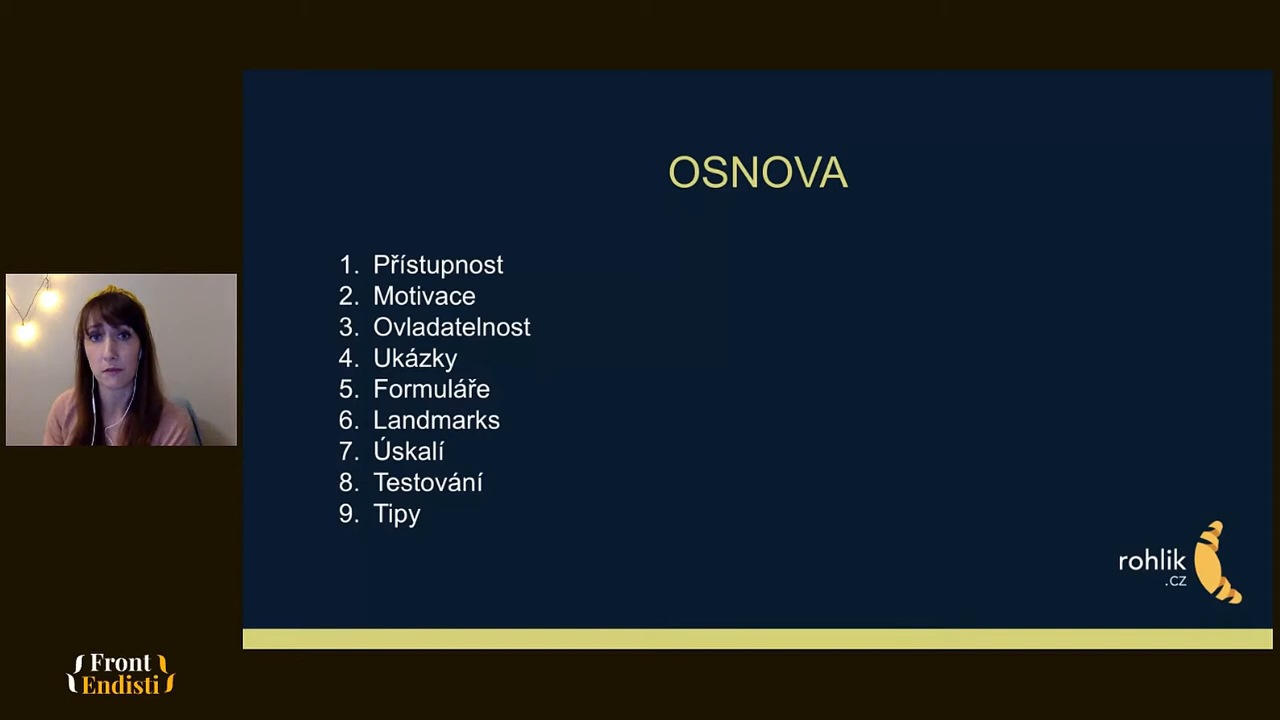 OSNOVA
1. Přístupnost
2. Motivace
3. Ovladatelnost
4. Ukázky
5. Formuláře
6. Landmarks
7. Úskalí
8. Testování
9. Tipy
rohlik
.cz
{Front
Endisti}